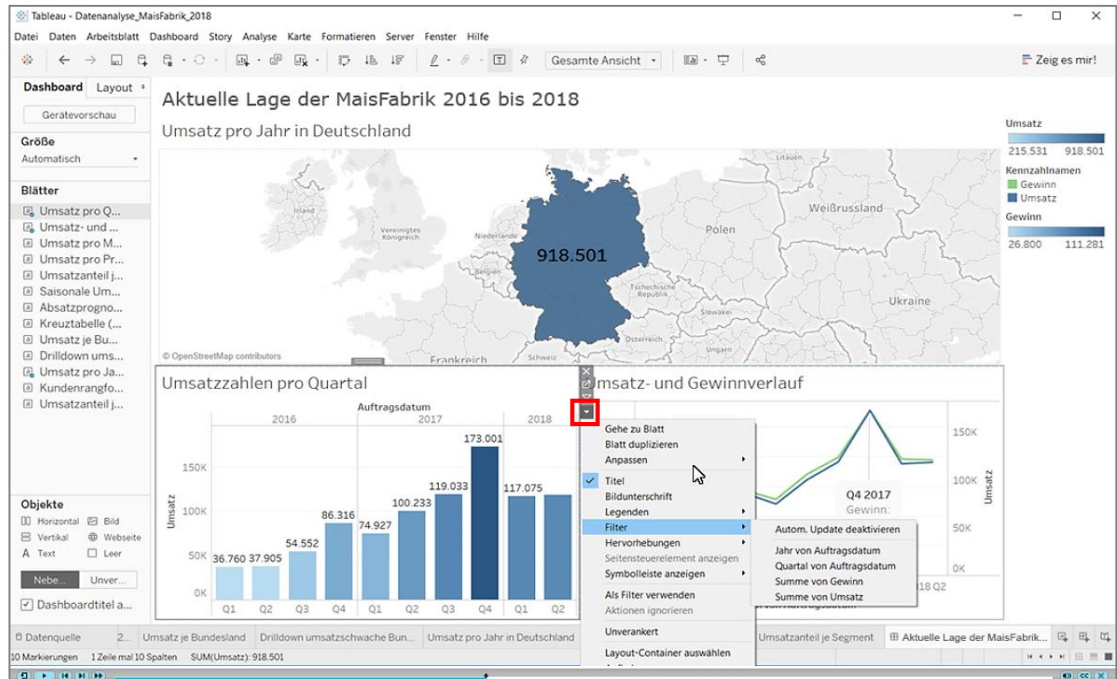 Tableau - Datenanalyse_MaisFabrik_2018
Datei Daten Arbeitsblatt Dashboard Story Analyse Karte Formatieren Server Fenster Hilfe
Gesamte Ansicht
Zeig es mir!
Dashboard Layout
Gerätevorschau
Größe
Automatisch
Blätter
Umsatz pro Q...
Umsatz- und ...
Umsatz pro M...
Umsatz pro Pr...
Umsatzanteil j...
Saisonale Um...
Absatzprogno...
Kreuztabelle (...
Umsatz je Bu...
Drilldown ums...
Umsatz pro Ja...
Kundenrangfo...
Umsatzanteil j...
Objekte
Horizontal Bild
Vertikal Webseite
A Text Leer
Nebe... Unver...
Dashboardtitel a...
Aktuelle Lage der MaisFabrik 2016 bis 2018
Umsatz pro Jahr in Deutschland
Litauen
Irland
Vereinigtes
Königreich
Niederlande
Weißrussland
Polen
918.501
Belgien
Tschechische
Republik
Ukraine
Slowakei
Österreich
Ungarn
© OpenStreetMap contributors
Frankreich
Schweiz
Umsatz
215.531 918.501
Kennzahlnamen
Gewinn
Umsatz
Gewinn
26.800 111.281
Umsatzzahlen pro Quartal
Auftragsdatum
2016 2017 2018
173.001
150K
119.033
117.075
100.233
100K
86.316
74.927
54.552
50K
36.760
37.905
0K
Umsatz
Q1 Q2 Q3 Q4 Q1 Q2 Q3 Q4 Q1 Q2
Umsatz- und Gewinnverlauf
150K
100K
50K
0K
Umsatz
Q4 2017
Gewinn:
Gehe zu Blatt
Blatt duplizieren
Anpassen
Titel
Bildunterschrift
Legenden
Filter
Hervorhebungen
Seitensteuerelement anzeigen
Symbolleiste anzeigen
Als Filter verwenden
Aktionen ignorieren
Unverankert
Layout-Container auswählen
Autom. Update deaktivieren
Jahr von Auftragsdatum
Quartal von Auftragsdatum
Summe von Gewinn
Summe von Umsatz
Q2
Datenquelle 2... Umsatz je Bundesland Drilldown umsatzschwache Bun... Umsatz pro Jahr in Deutschland Umsatzanteil je Segment Aktuelle Lage der MaisFabrik...
10 Markierungen 1 Zeile mal 10 Spalten SUM(Umsatz): 918.501
CC